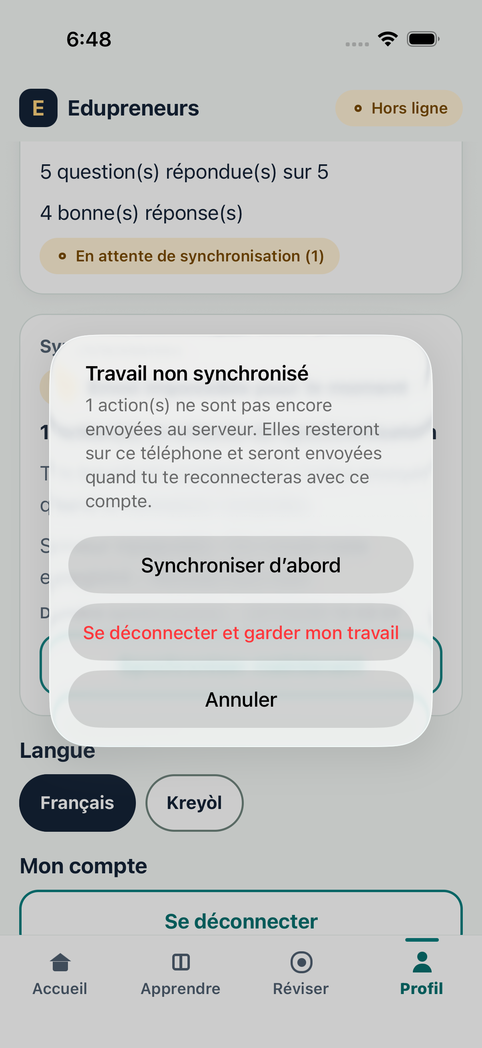 6:48
E
Edupreneurs
Hors ligne
5 question(s) répondue(s) sur 5
4 bonne(s) réponse(s)
En attente de synchronisation (1)
Travail non synchronisé
1 action(s) ne sont pas encore
envoyées au serveur. Elles resteront
sur ce téléphone et seront envoyées
quand tu te reconnecteras avec ce
compte.
Synchroniser d’abord
Se déconnecter et garder mon travail
Annuler
Langue
Français
Kreyòl
Mon compte
Se déconnecter
Accueil
Apprendre
Réviser
Profil